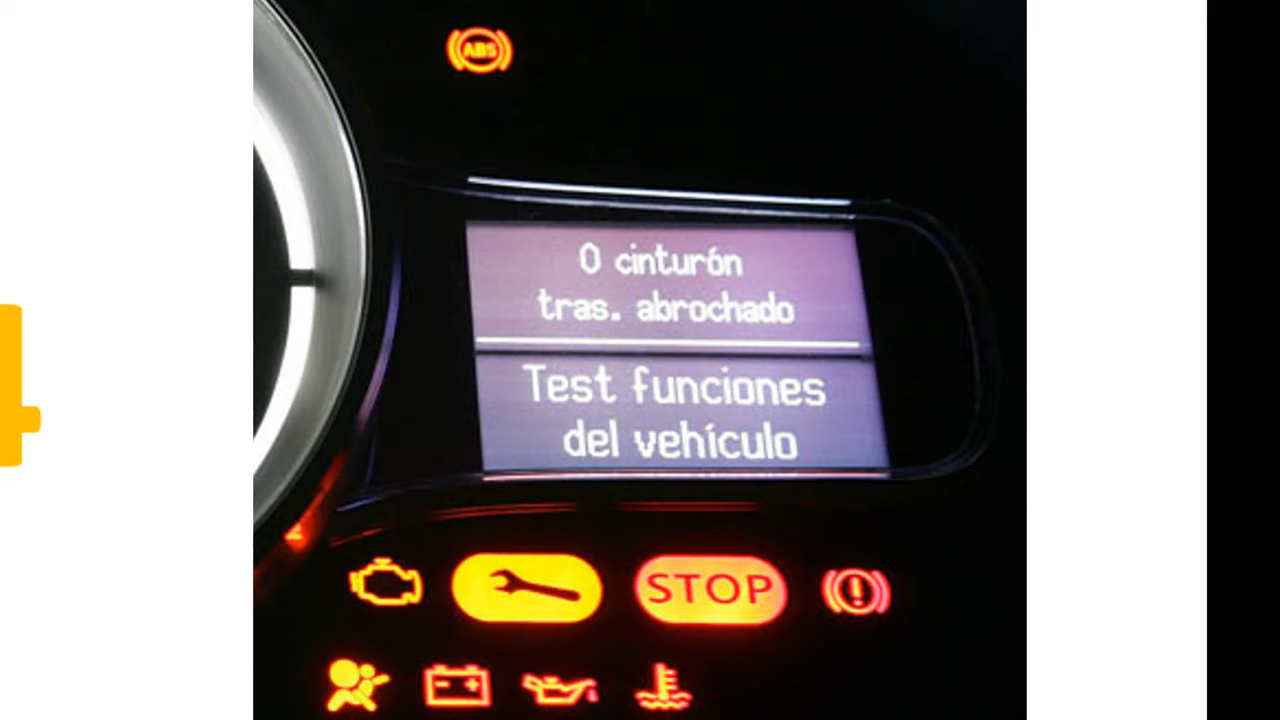 ABS
0 cinturón
tras. abrochado
Test funciones
del vehículo
STOP